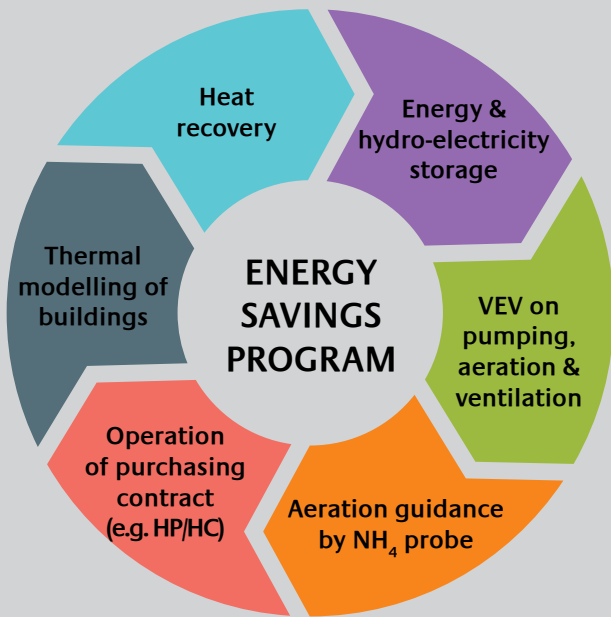 Heat
recovery
Energy &
hydro-electricity
storage
VEV on
pumping,
aeration &
ventilation
Aeration guidance
by NH₄ probe
Operation
of purchasing
contract
(e.g. HP/HC)
Thermal
modelling of
buildings
ENERGY
SAVINGS
PROGRAM